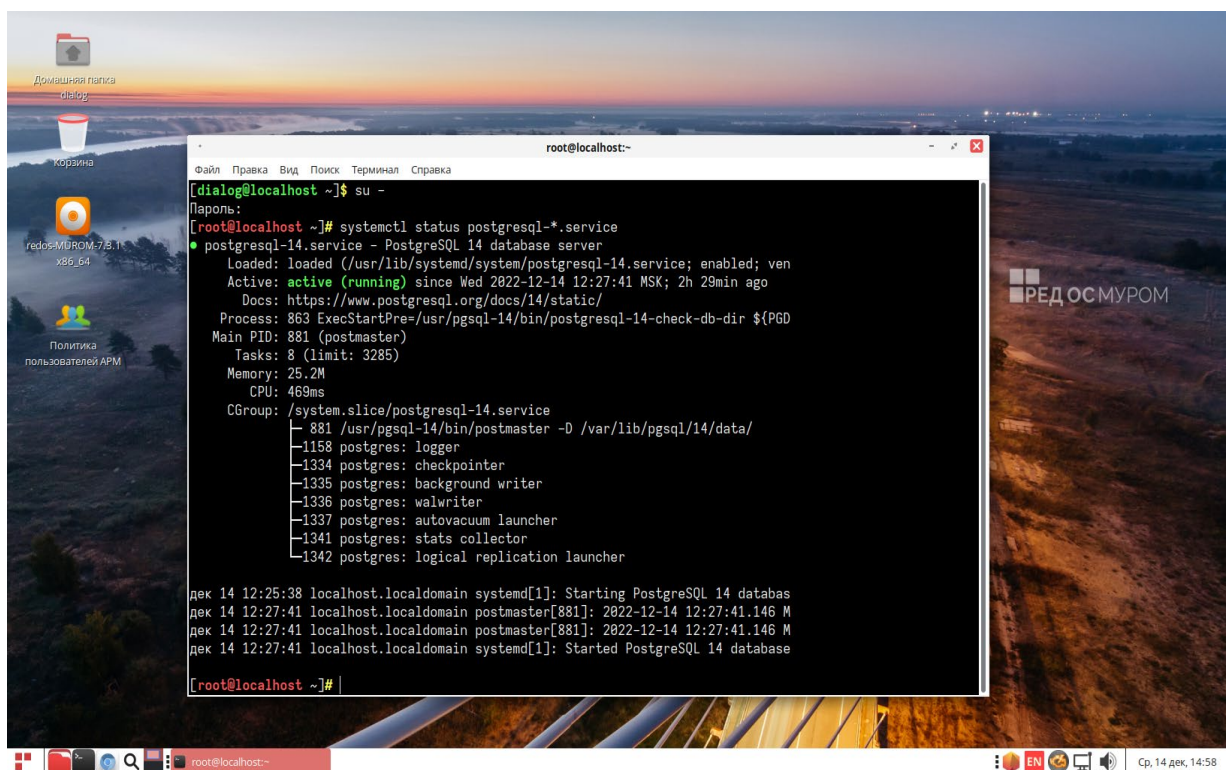 Домашняя папка
dialog
Корзина
redos-MUROM-7.3.1
x86_64
Политика
пользователей АРМ
root@localhost:~
Файл Правка Вид Поиск Терминал Справка
[dialog@localhost ~]$ su -
Пароль:
[root@localhost ~]# systemctl status postgresql-*.service
● postgresql-14.service - PostgreSQL 14 database server
Loaded: loaded (/usr/lib/systemd/system/postgresql-14.service; enabled; ven
Active: active (running) since Wed 2022-12-14 12:27:41 MSK; 2h 29min ago
Docs: https://www.postgresql.org/docs/14/static/
Process: 863 ExecStartPre=/usr/pgsql-14/bin/postgresql-14-check-db-dir ${PGD
Main PID: 881 (postmaster)
Tasks: 8 (limit: 3285)
Memory: 25.2M
CPU: 469ms
CGroup: /system.slice/postgresql-14.service
├─ 881 /usr/pgsql-14/bin/postmaster -D /var/lib/pgsql/14/data/
├─1158 postgres: logger
├─1334 postgres: checkpointer
├─1335 postgres: background writer
├─1336 postgres: walwriter
├─1337 postgres: autovacuum launcher
├─1341 postgres: stats collector
└─1342 postgres: logical replication launcher
дек 14 12:25:38 localhost.localdomain systemd[1]: Starting PostgreSQL 14 databas
дек 14 12:27:41 localhost.localdomain postmaster[881]: 2022-12-14 12:27:41.146 M
дек 14 12:27:41 localhost.localdomain postmaster[881]: 2022-12-14 12:27:41.146 M
дек 14 12:27:41 localhost.localdomain systemd[1]: Started PostgreSQL 14 database
[root@localhost ~]#
РЕД ОС МУРОМ
root@localhost:~
EN
Ср, 14 дек, 14:58